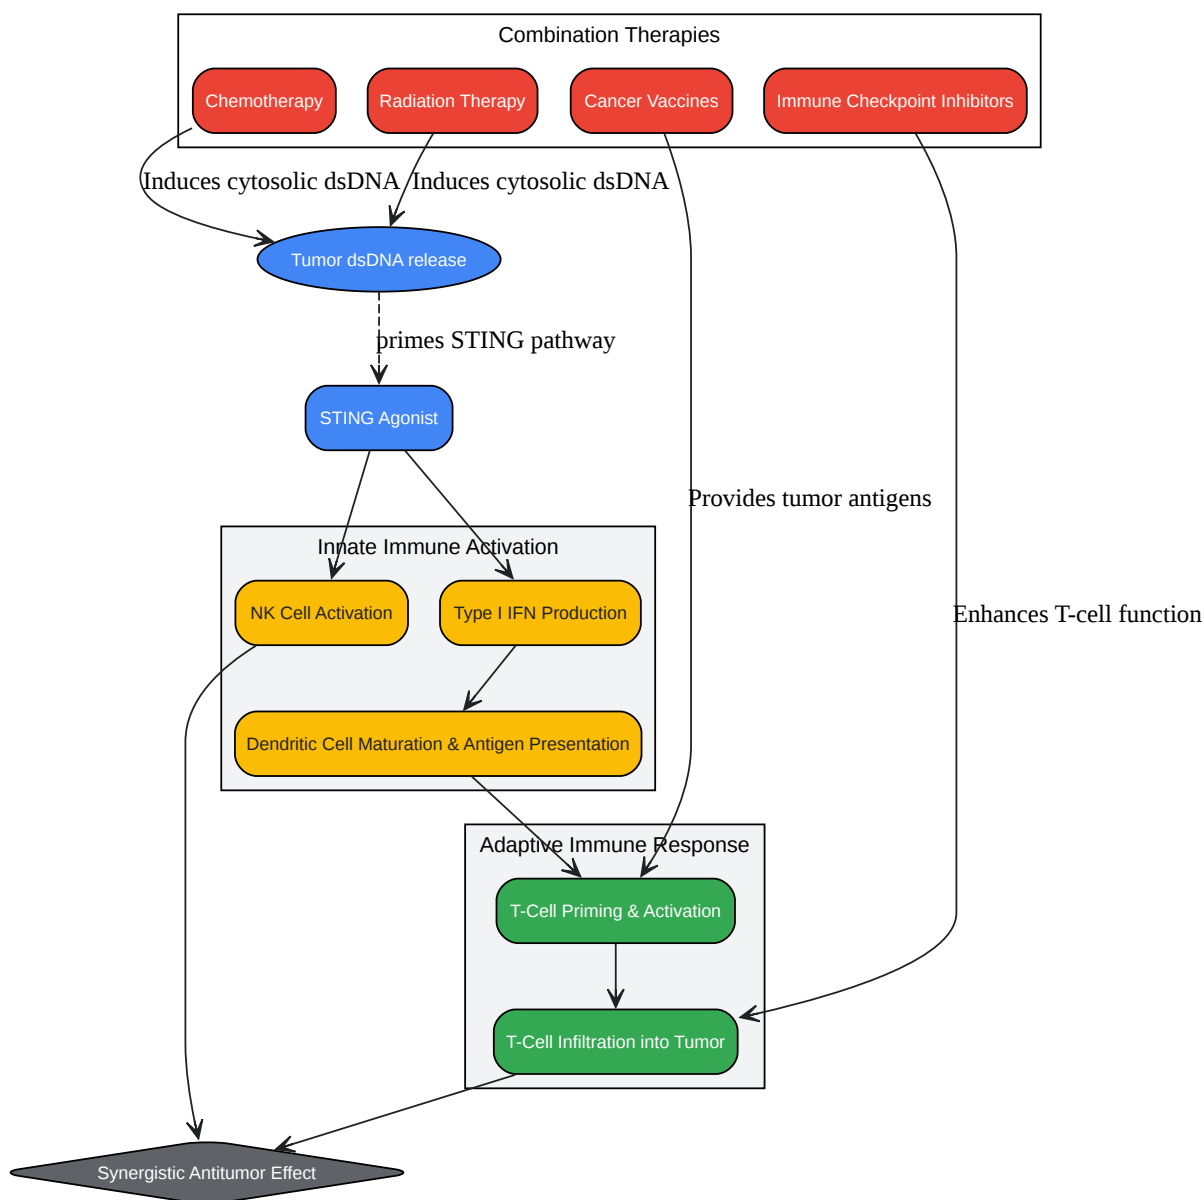 Combination Therapies
Chemotherapy
Radiation Therapy
Cancer Vaccines
Immune Checkpoint Inhibitors
Induces cytosolic dsDNA
Induces cytosolic dsDNA
Tumor dsDNA release
primes STING pathway
STING Agonist
Provides tumor antigens
Innate Immune Activation
NK Cell Activation
Type I IFN Production
Enhances T-cell function
Dendritic Cell Maturation & Antigen Presentation
Adaptive Immune Response
T-Cell Priming & Activation
T-Cell Infiltration into Tumor
Synergistic Antitumor Effect